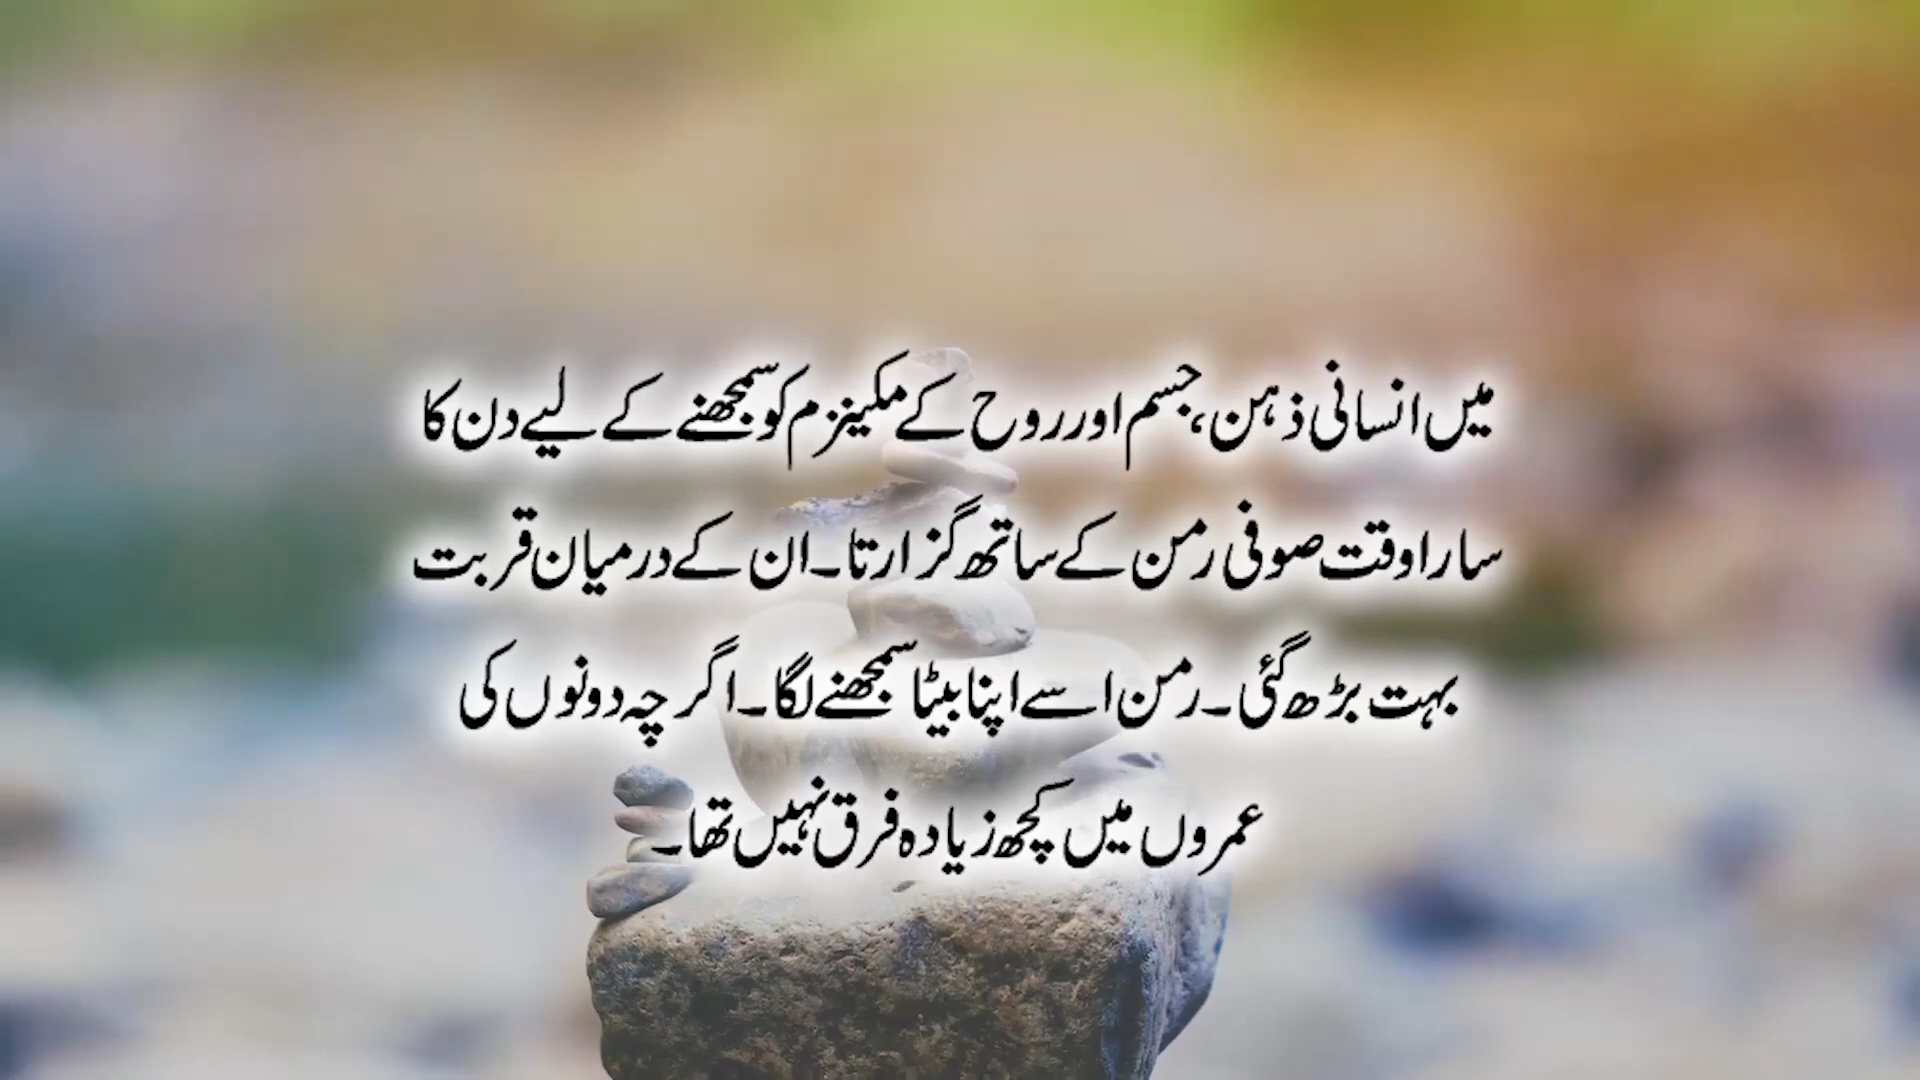 میں انسانی ذہن، جسم اور روح کے مکینزم کو سمجھنے کے لیے دن کا
سارا وقت صوفی رمن کے ساتھ گزارتا۔ ان کے درمیان قربت
بہت بڑھ گئی۔ رمن اسے اپنا بیٹا سمجھنے لگا۔ اگرچہ دونوں کی
عمروں میں کچھ زیادہ فرق نہیں تھا۔